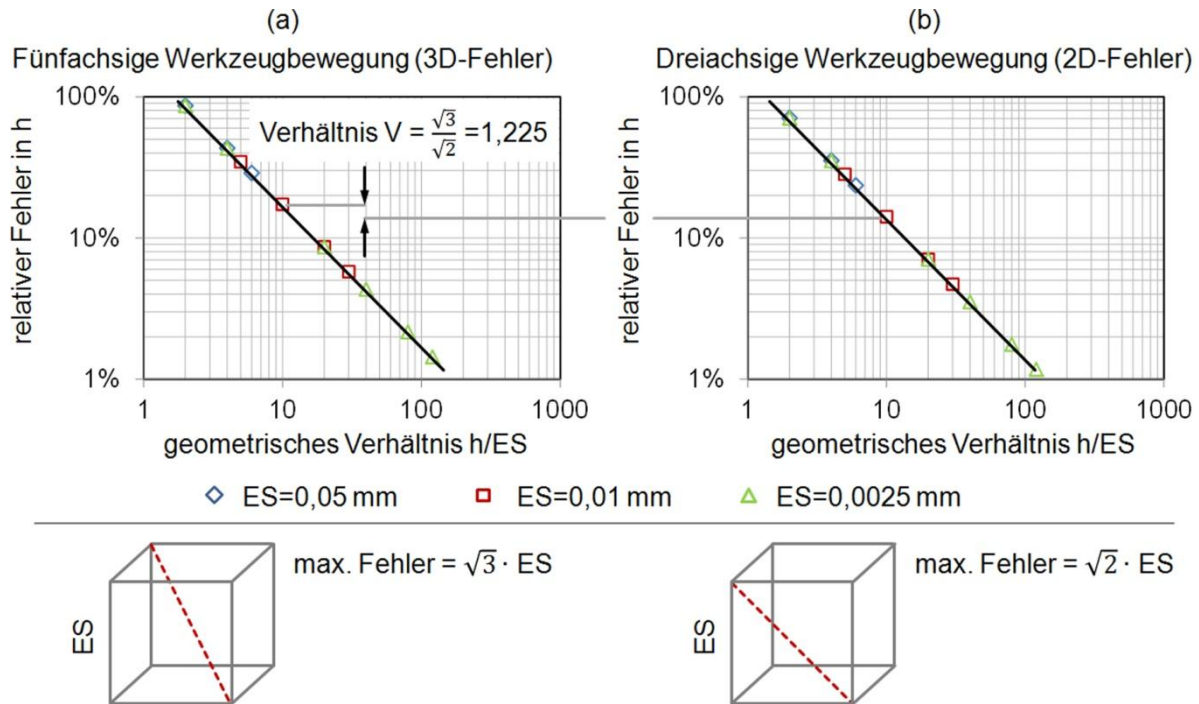 (a)
Fünfachsige Werkzeugbewegung (3D-Fehler)
relativer Fehler in h
100%
10%
1%
Verhältnis V = √3/√2 =1,225
1 10 100 1000
geometrisches Verhältnis h/ES
(b)
Dreiachsige Werkzeugbewegung (2D-Fehler)
relativer Fehler in h
100%
10%
1%
1 10 100 1000
geometrisches Verhältnis h/ES
ES=0,05 mm ES=0,01 mm ES=0,0025 mm
ES
max. Fehler = √3 · ES
ES
max. Fehler = √2 · ES